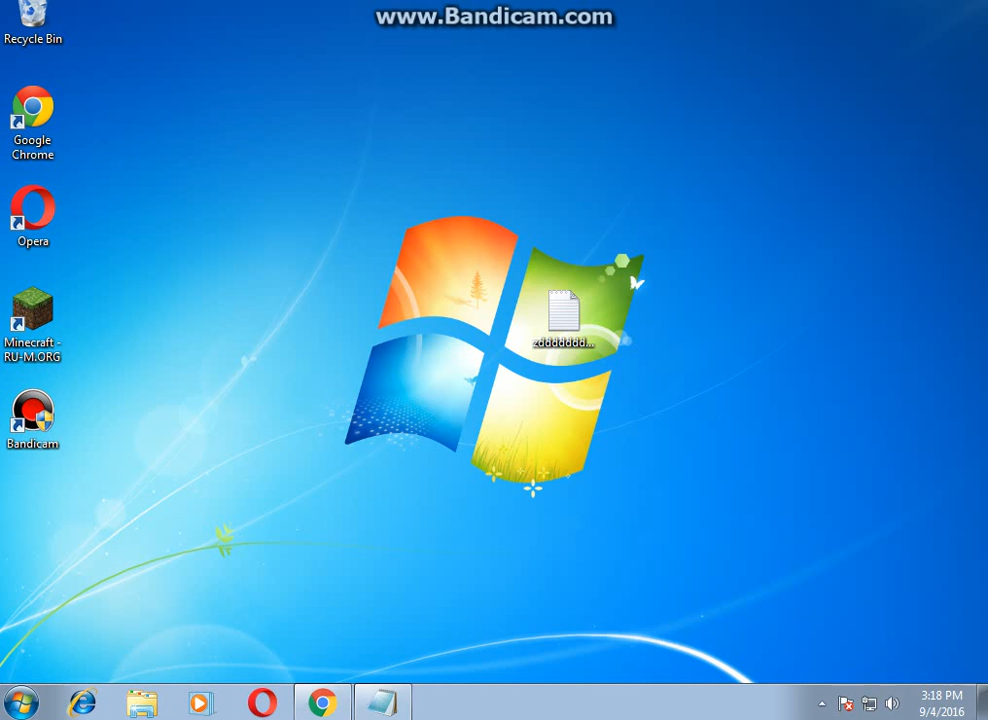 www.Bandicam.com
Recycle Bin
Google
Chrome
Opera
Minecraft -
RU-M.ORG
Bandicam
zddddddd...
3:18 PM
9/4/2016